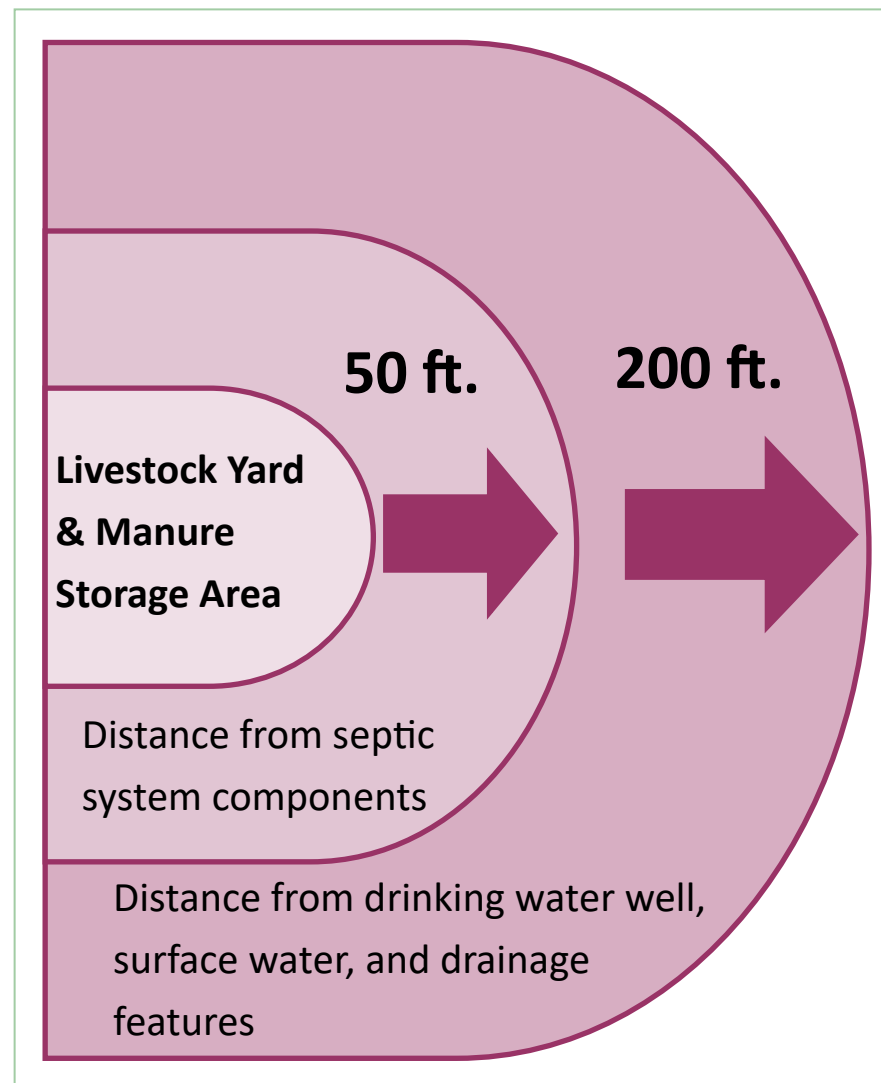 50 ft.
200 ft.
Livestock Yard
& Manure
Storage Area
Distance from septic
system components
Distance from drinking water well,
surface water, and drainage
features